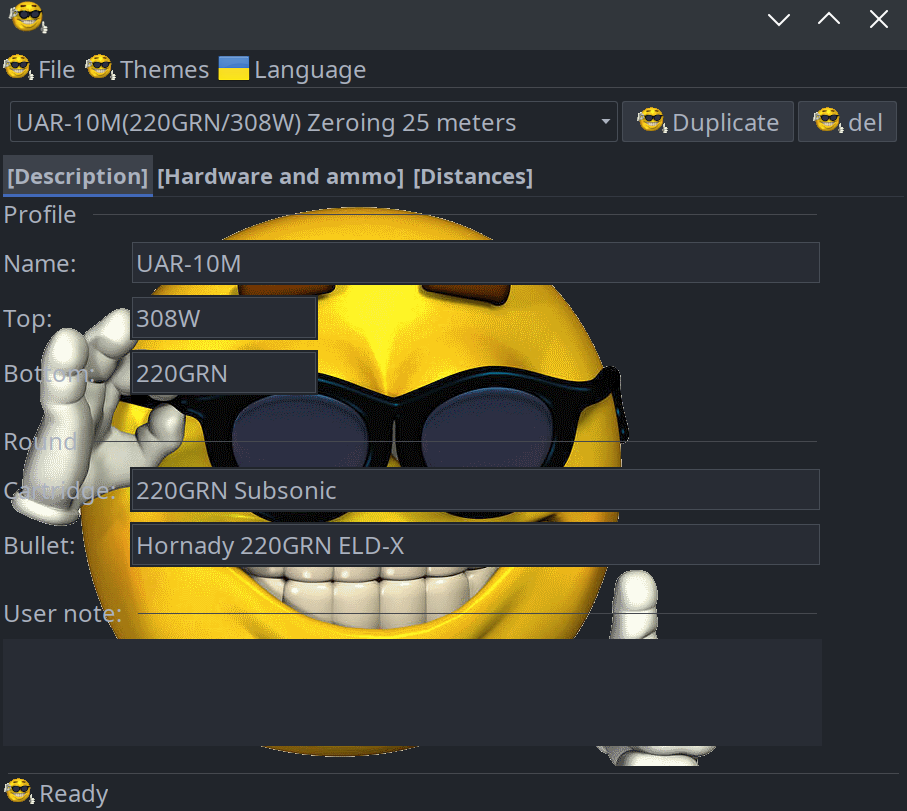 File Themes Language
UAR-10M(220GRN/308W) Zeroing 25 meters Duplicate del
[Description] [Hardware and ammo] [Distances]
Profile
Name: UAR-10M
Top: 308W
Bottom: 220GRN
Round
Cartridge: 220GRN Subsonic
Bullet: Hornady 220GRN ELD-X
User note:
Ready